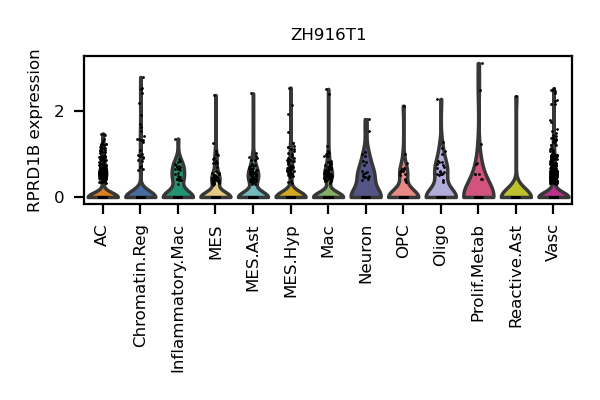 ZH916T1
RPRD1B expression
2
0
AC
Chromatin.Reg
Inflammatory.Mac
MES
MES.Ast
MES.Hyp
Mac
Neuron
OPC
Oligo
Prolif.Metab
Reactive.Ast
Vasc